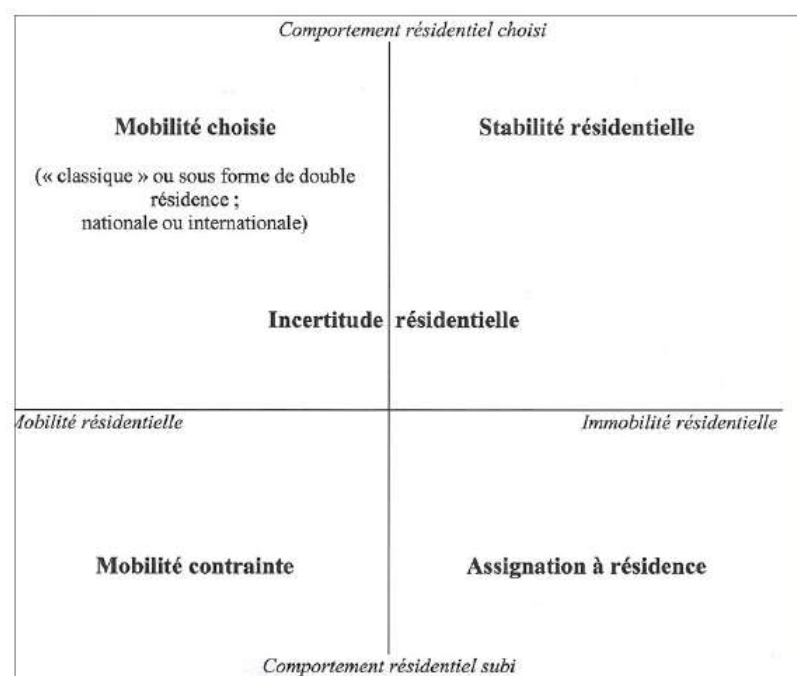 Comportement résidentiel choisi
Mobilité choisie
Stabilité résidentielle
(« classique » ou sous forme de double
résidence ;
nationale ou internationale)
Incertitude résidentielle
Mobilité résidentielle
Immobilité résidentielle
Mobilité contrainte
Assignation à résidence
Comportement résidentiel subi